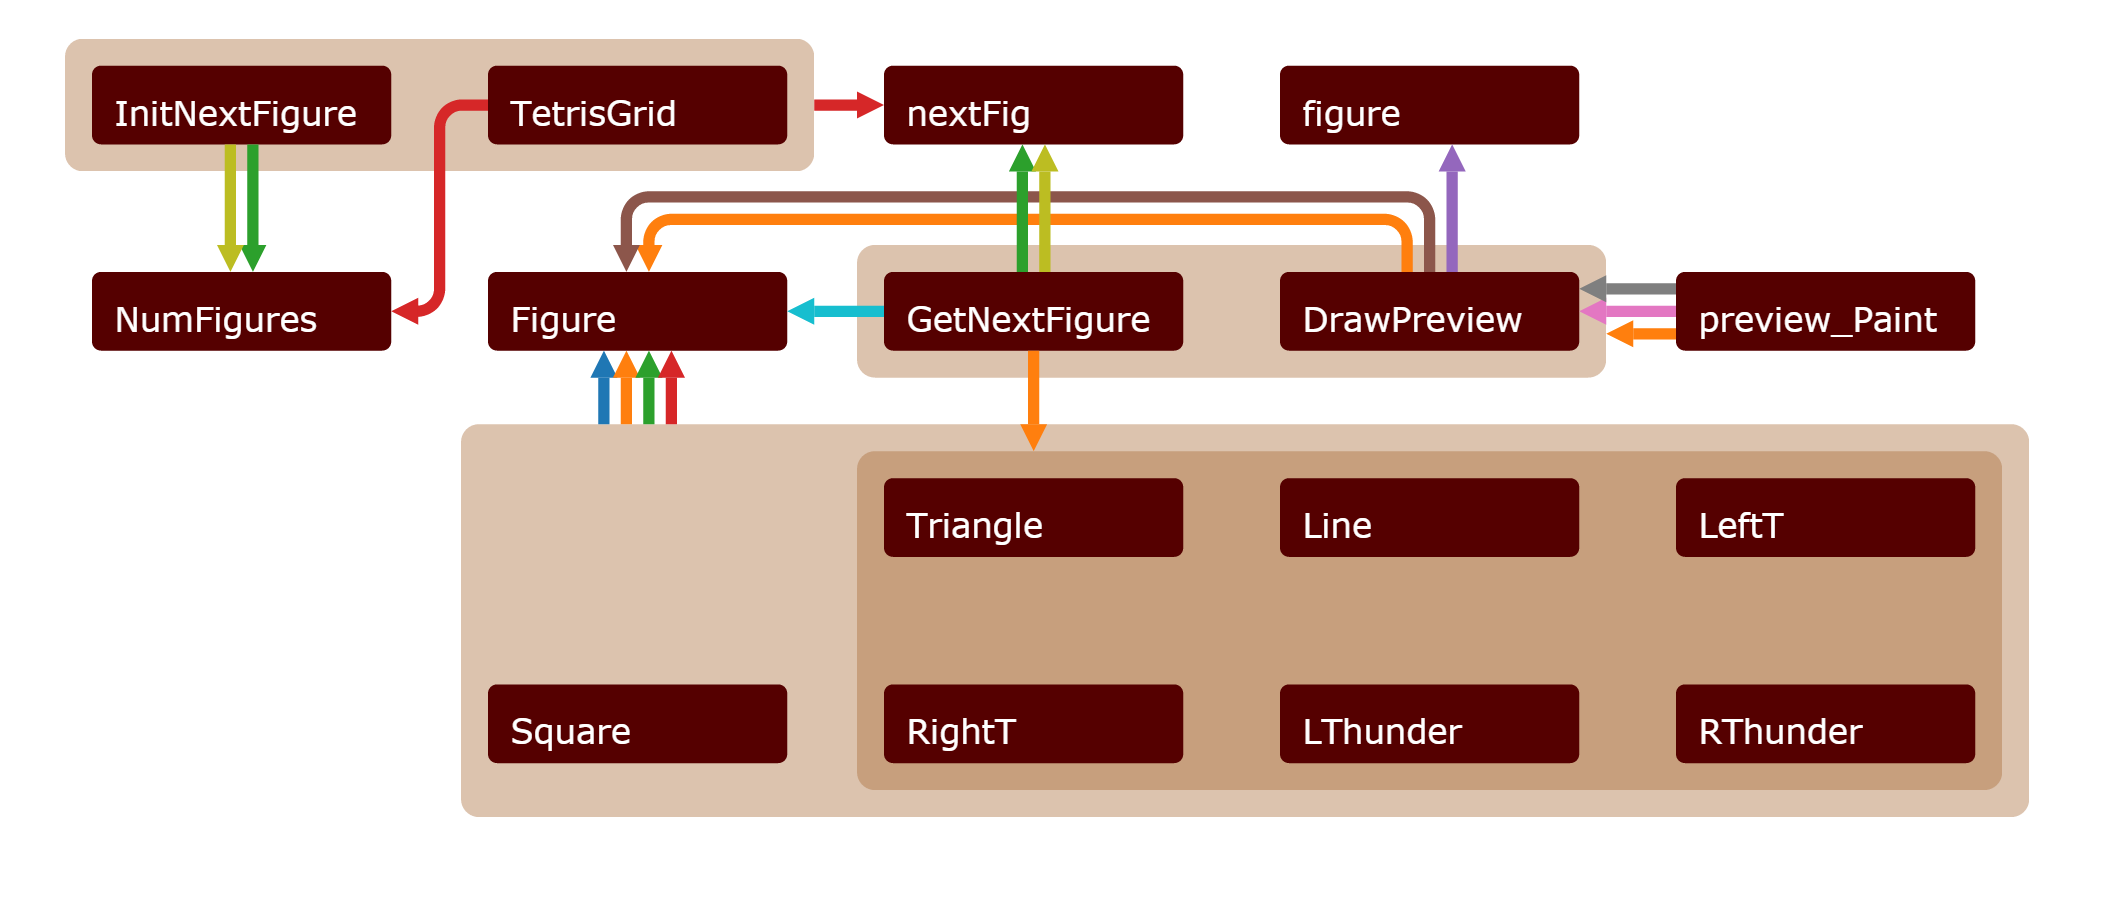 InitNextFigure
TetrisGrid
nextFig
figure
NumFigures
Figure
GetNextFigure
DrawPreview
preview_Paint
Triangle
Line
LeftT
Square
RightT
LThunder
RThunder